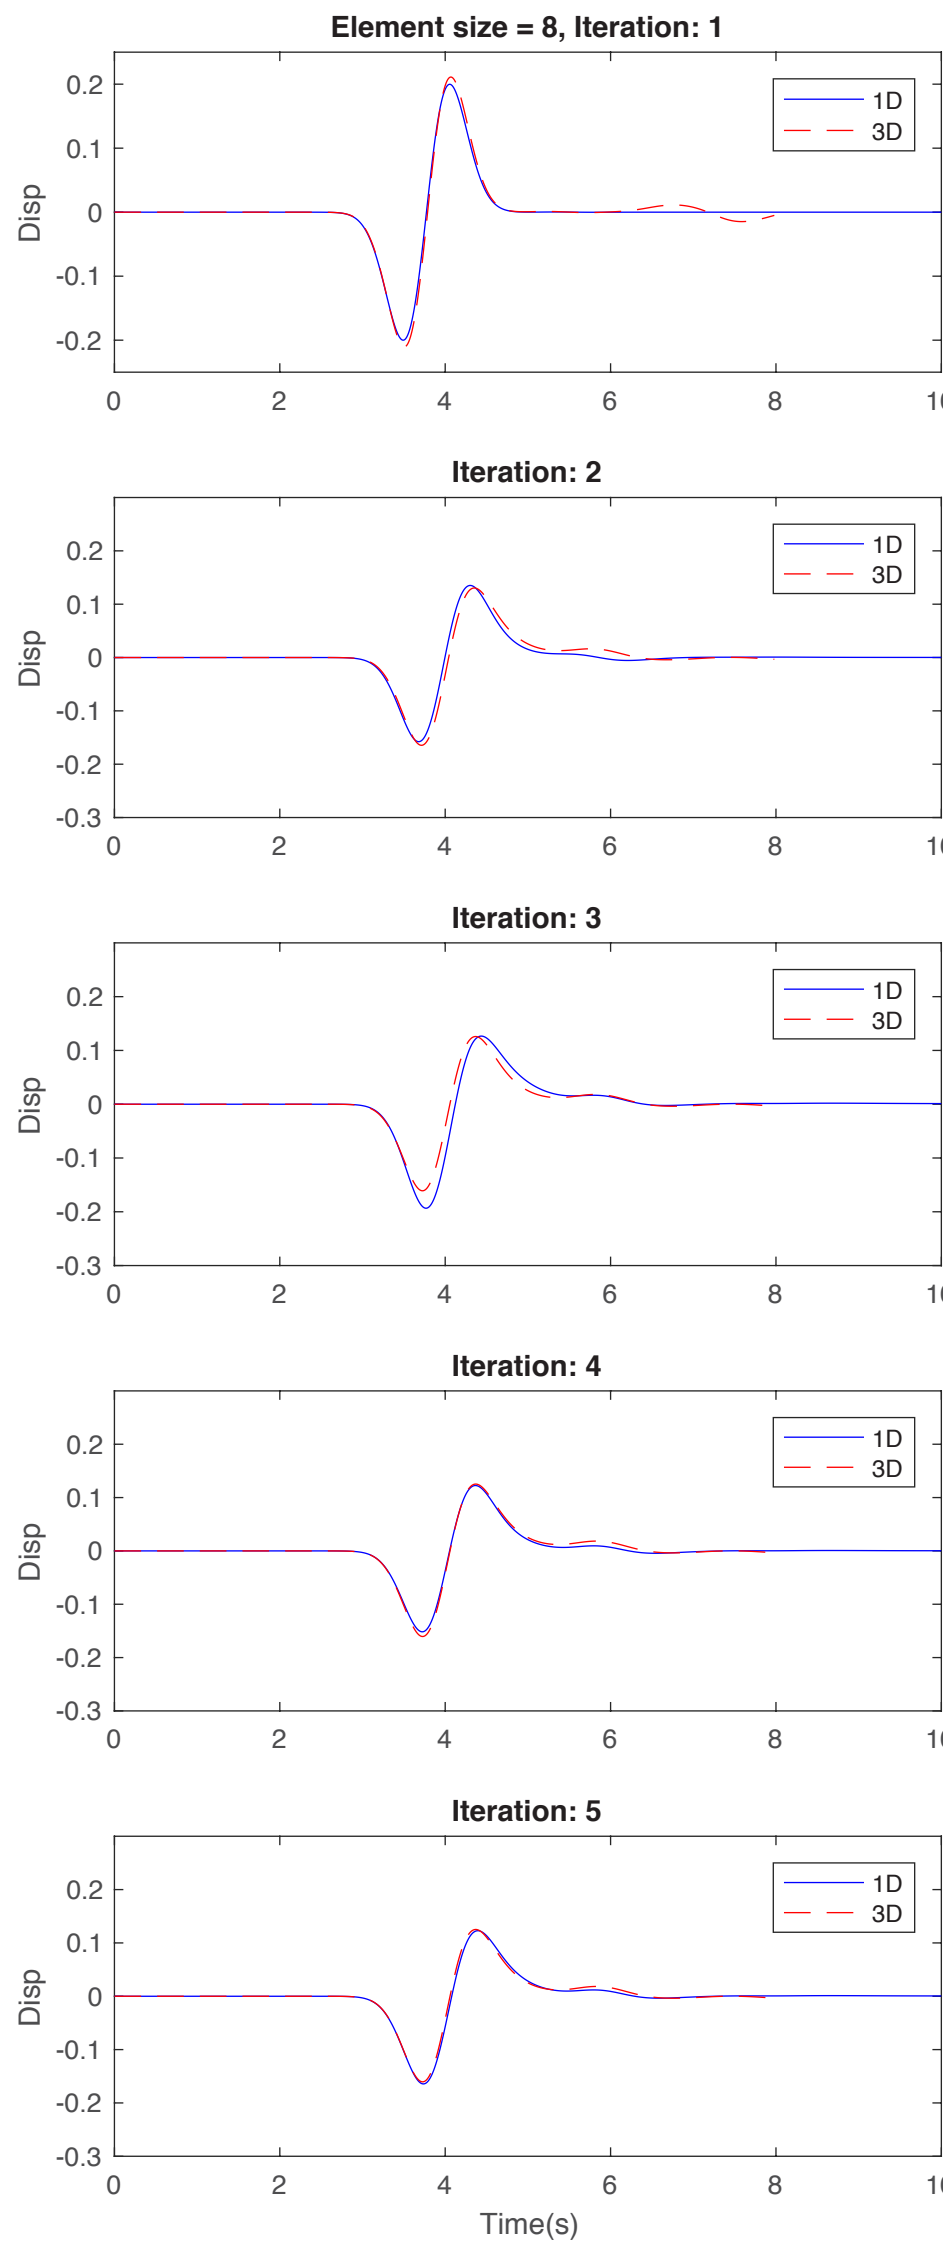 Element size = 8, Iteration: 1
0.2
0.1
0
-0.1
-0.2
Disp
1D
3D
0 2 4 6 8
Iteration: 2
0.2
0.1
0
-0.1
-0.2
-0.3
Disp
1D
3D
0 2 4 6 8
Iteration: 3
0.2
0.1
0
-0.1
-0.2
-0.3
Disp
1D
3D
0 2 4 6 8
Iteration: 4
0.2
0.1
0
-0.1
-0.2
-0.3
Disp
1D
3D
0 2 4 6 8
Iteration: 5
0.2
0.1
0
-0.1
-0.2
-0.3
Disp
1D
3D
0 2 4 6 8
Time(s)